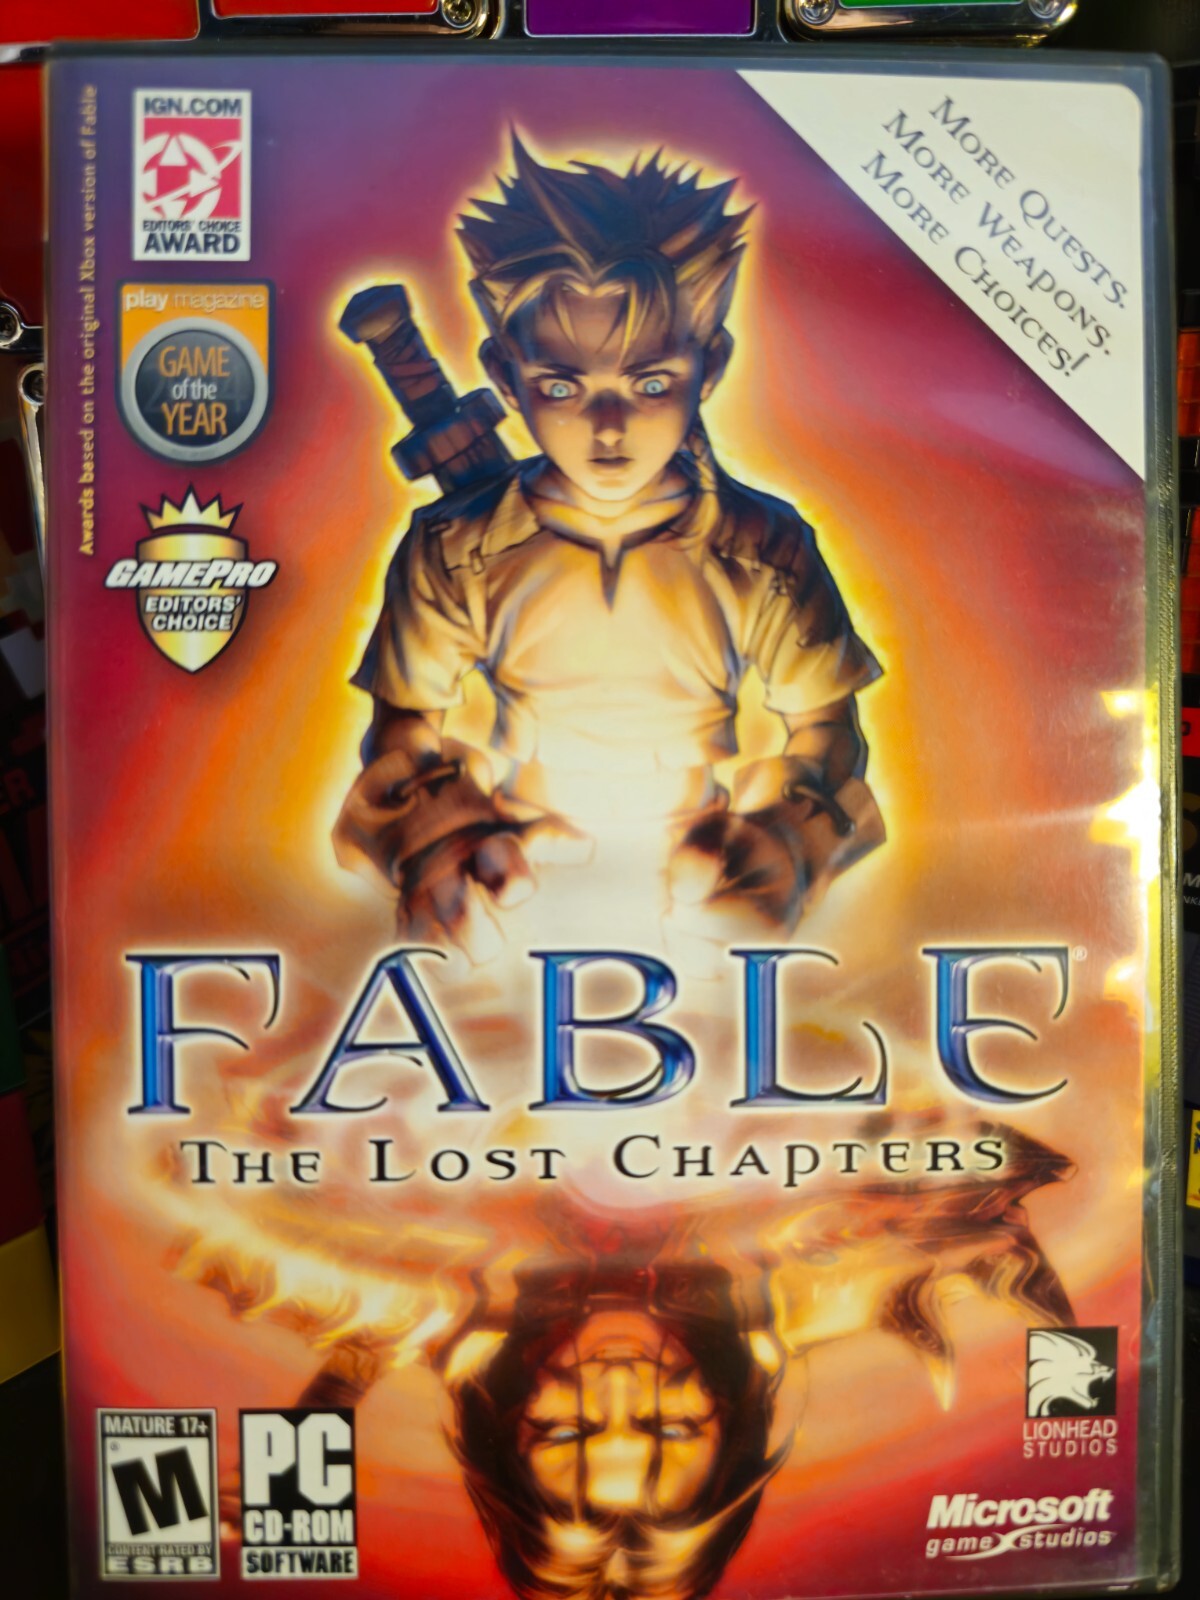 IGN.COM
EDITORS' CHOICE
AWARD
Awards based on the original Xbox version of Fable
play magazine
GAME
of the
YEAR
GAMEPRO
EDITORS'
CHOICE
MORE QUESTS.
MORE WEAPONS.
MORE CHOICES!
FABLE®
THE LOST CHAPTERS
MATURE 17+
M
CONTENT RATED BY
ESRB
PC
CD-ROM
SOFTWARE
LIONHEAD
STUDIOS
Microsoft
game studios